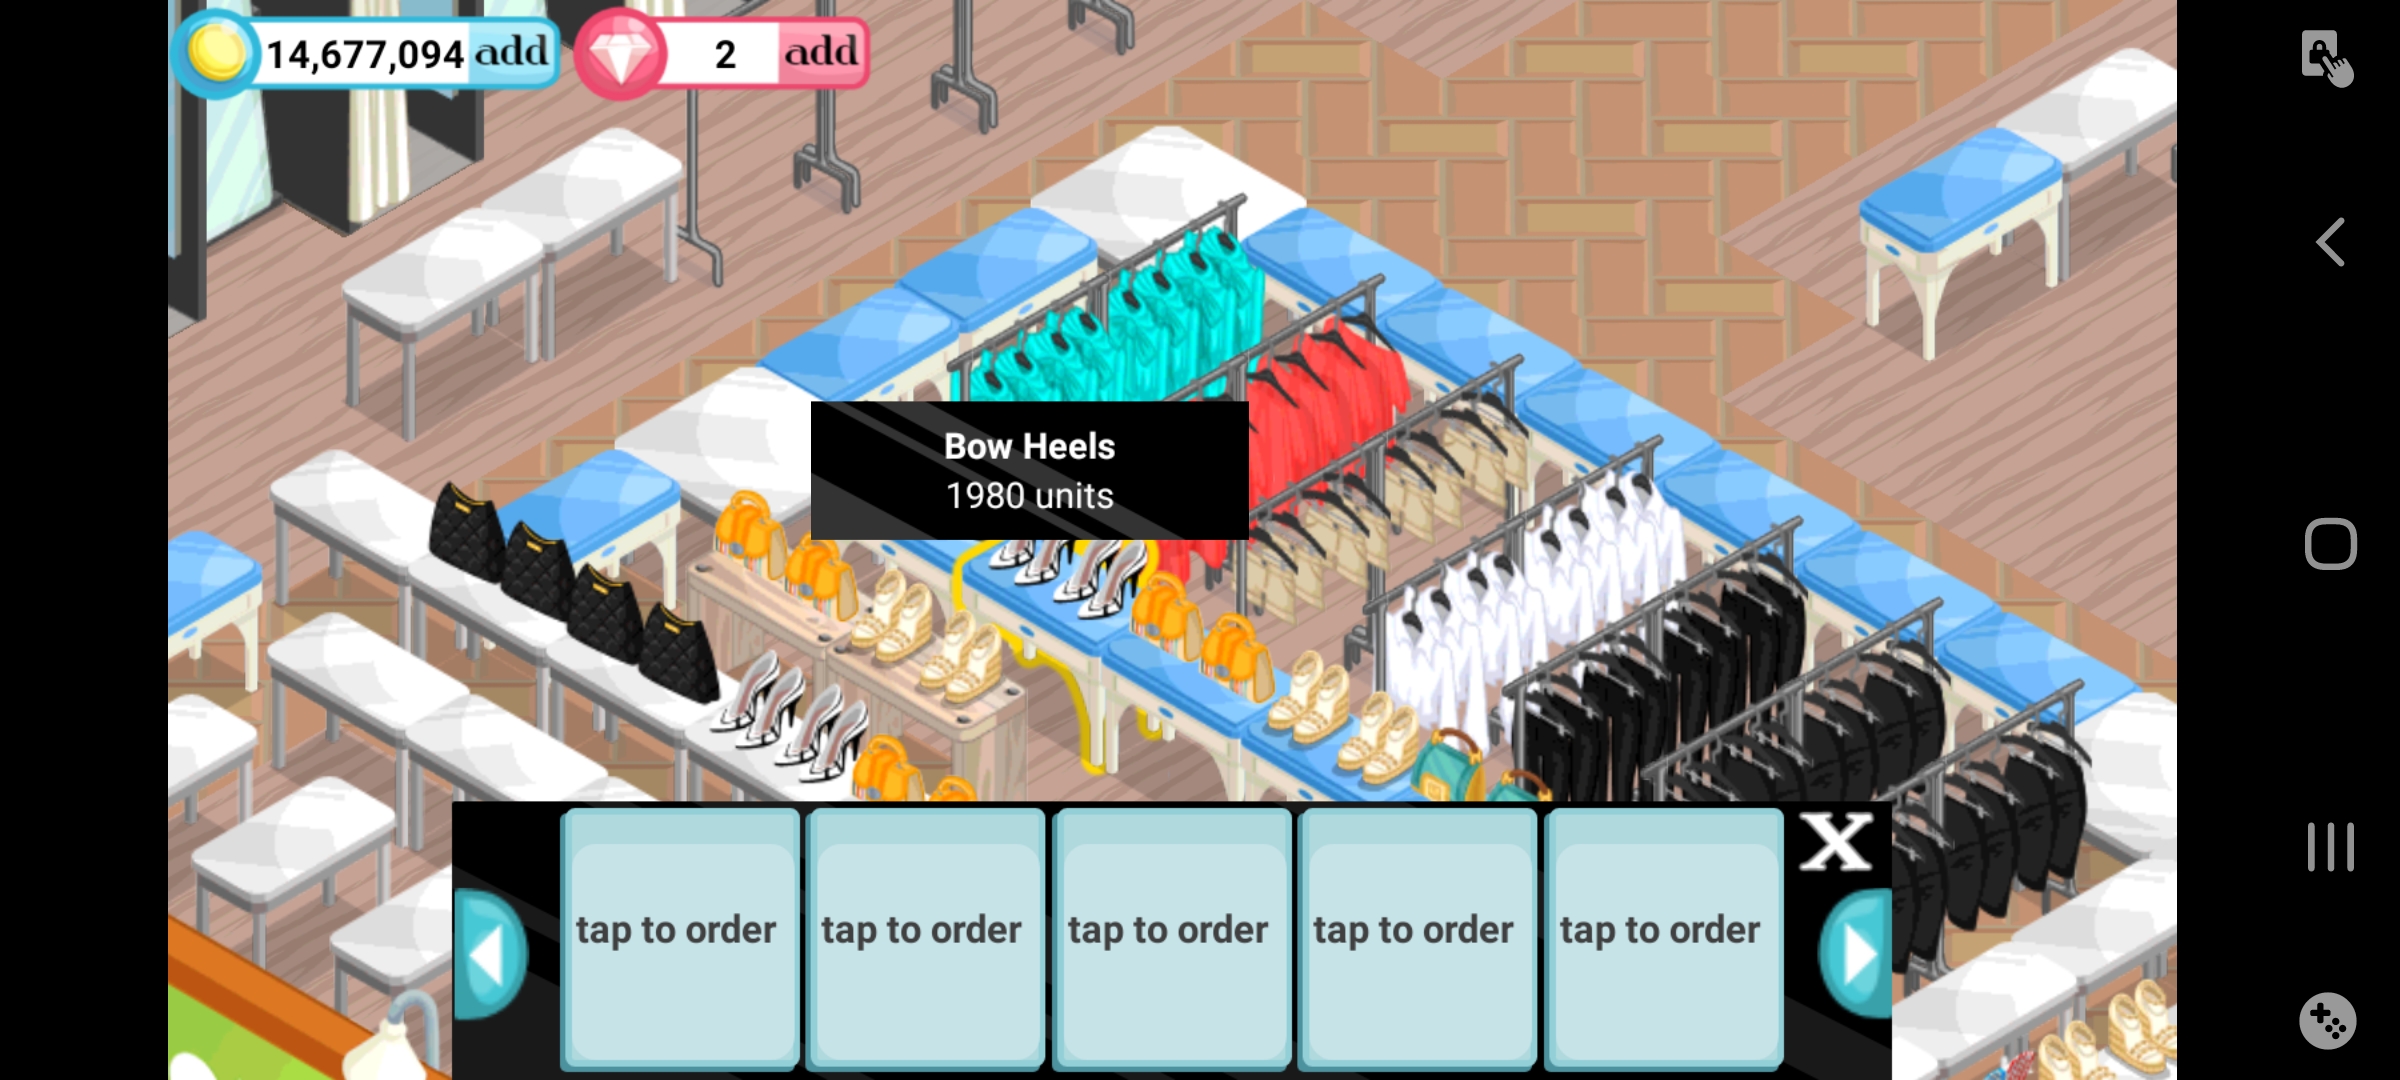 14,677,094 add
2 add
Bow Heels
1980 units
X
tap to order
tap to order
tap to order
tap to order
tap to order